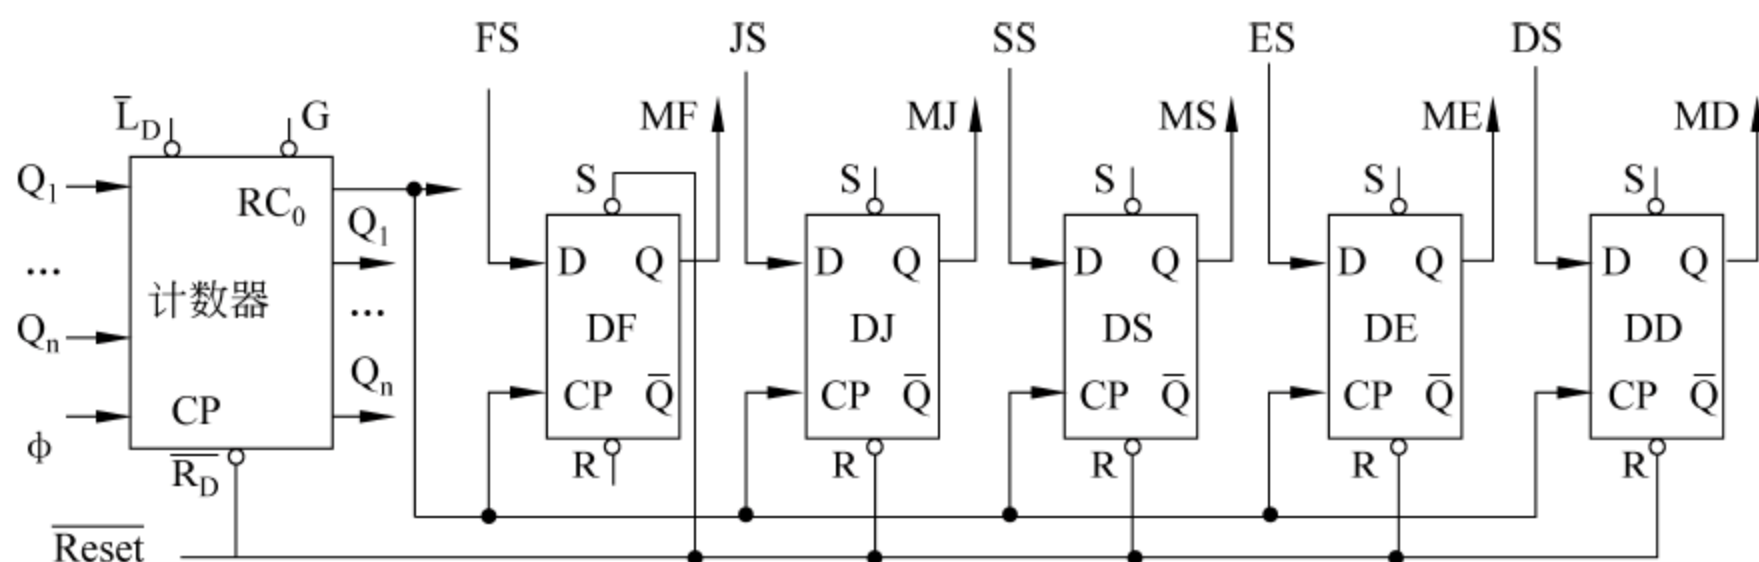 FS JS SS ES DS
L̅D G MF MJ MS ME MD
Q1 RC0 S S S S S
Q1
D Q D Q D Q D Q D Q
... 计数器 ...
Qn DF DJ DS DE DD
Qn
CP CP Q̅ CP Q̅ CP Q̅ CP Q̅ CP Q̅
ϕ R̅D R R R R R
R̅e̅s̅e̅t̅